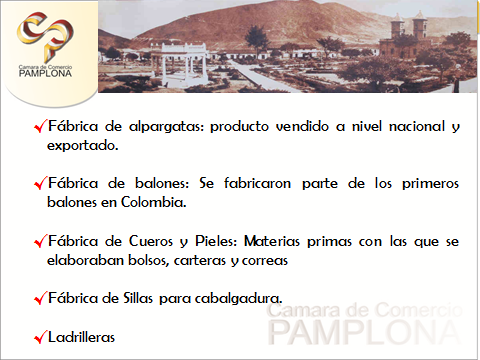 Camara de Comercio
PAMPLONA
Fábrica de alpargatas: producto vendido a nivel nacional y
exportado.
Fábrica de balones: Se fabricaron parte de los primeros
balones en Colombia.
Fábrica de Cueros y Pieles: Materias primas con las que se
elaboraban bolsos, carteras y correas
Fábrica de Sillas para cabalgadura.
Ladrilleras
Camara de Comercio
PAMPLONA